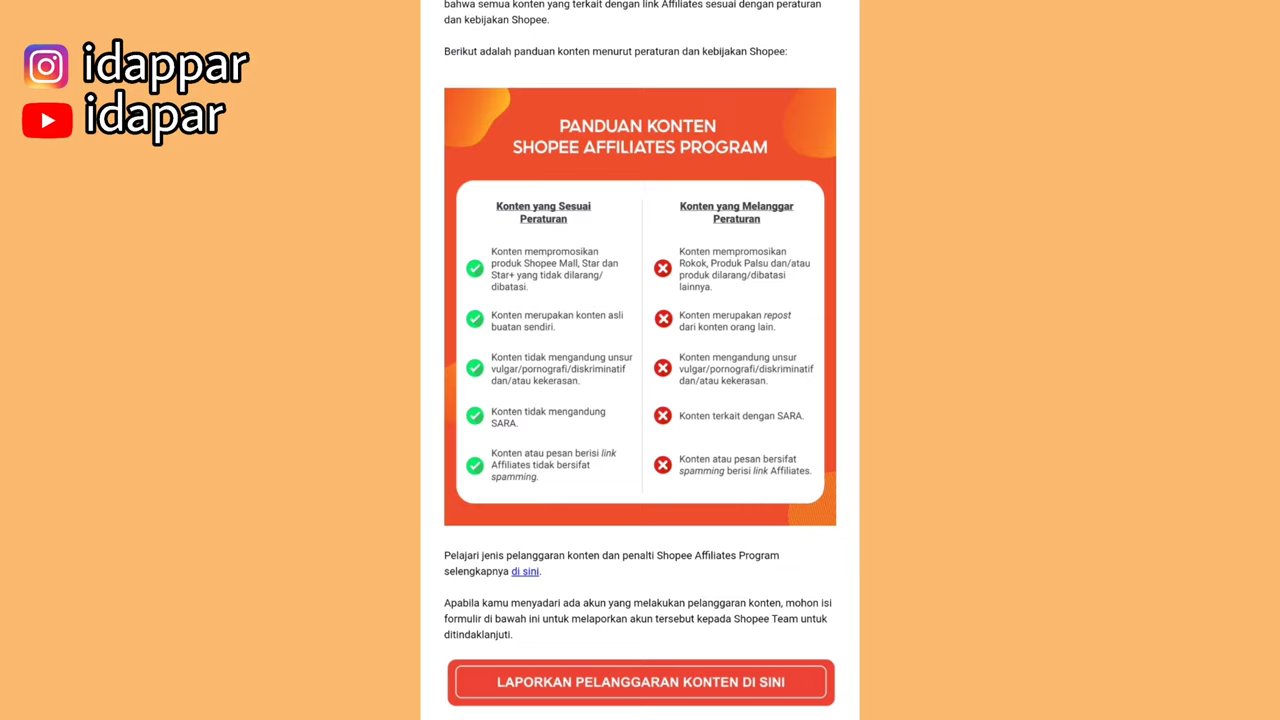 idappar
idapar
bahwa semua konten yang terkait dengan link Affiliates sesuai dengan peraturan
dan kebijakan Shopee.
Berikut adalah panduan konten menurut peraturan dan kebijakan Shopee:
PANDUAN KONTEN
SHOPEE AFFILIATES PROGRAM
Konten yang Sesuai
Peraturan
Konten mempromosikan
produk Shopee Mall, Star dan
Star+ yang tidak dilarang/
dibatasi.
Konten merupakan konten asli
buatan sendiri.
Konten tidak mengandung unsur
vulgar/pornografi/diskriminatif
dan/atau kekerasan.
Konten tidak mengandung
SARA.
Konten atau pesan berisi link
Affiliates tidak bersifat
spamming.
Konten yang Melanggar
Peraturan
Konten mempromosikan
Rokok, Produk Palsu dan/atau
produk dilarang/dibatasi
lainnya.
Konten merupakan repost
dari konten orang lain.
Konten mengandung unsur
vulgar/pornografi/diskriminatif
dan/atau kekerasan.
Konten terkait dengan SARA.
Konten atau pesan bersifat
spamming berisi link Affiliates.
Pelajari jenis pelanggaran konten dan penalti Shopee Affiliates Program
selengkapnya di sini.
Apabila kamu menyadari ada akun yang melakukan pelanggaran konten, mohon isi
formulir di bawah ini untuk melaporkan akun tersebut kepada Shopee Team untuk
ditindaklanjuti.
LAPORKAN PELANGGARAN KONTEN DI SINI